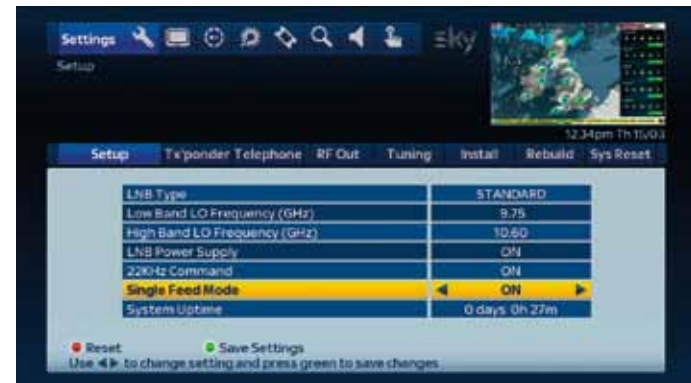 Settings
sky
Setup
12.34pm Th 15/03
Setup Tx'ponder Telephone RF Out Tuning Install Rebuild Sys Reset
LNB Type STANDARD
Low Band LO Frequency (GHz) 9.75
High Band LO Frequency (GHz) 10.60
LNB Power Supply ON
22KHz Command ON
Single Feed Mode ON
System Uptime 0 days 0h 27m
Reset Save Settings
Use ◀▶ to change setting and press green to save changes